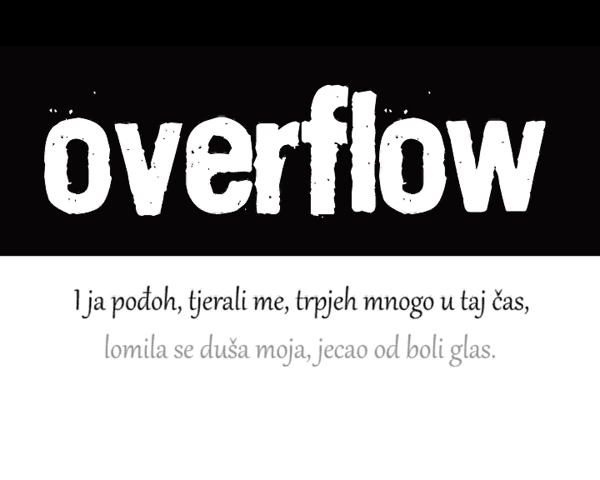 overflow
I ja pođoh, tjerali me, trpjeh mnogo u taj čas,
lomila se duša moja, jecao od boli glas.